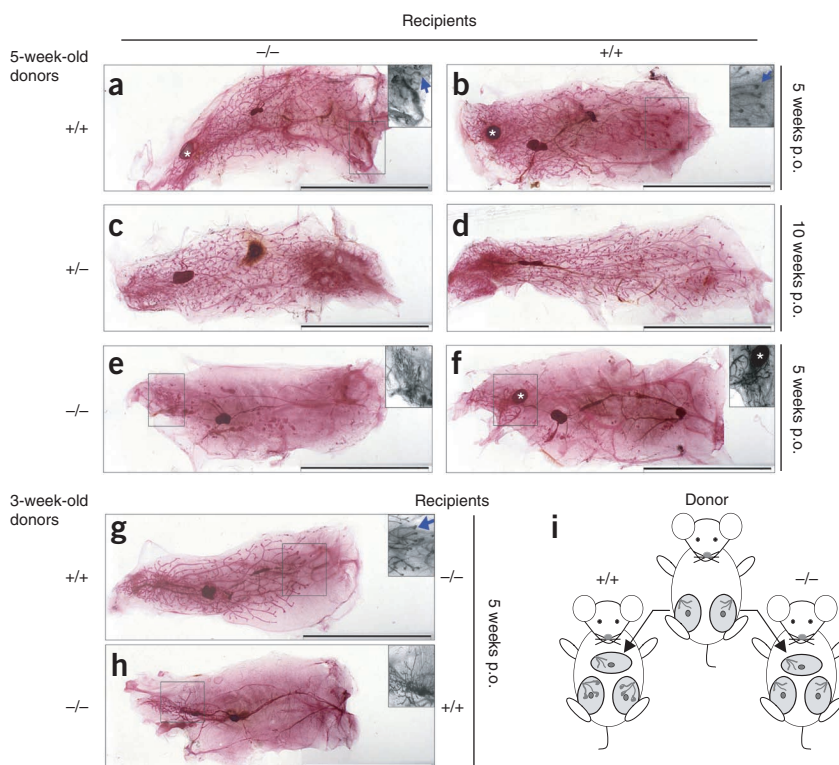 Recipients
5-week-old
donors
–/–
+/+
a
b
+/+
5 weeks p.o.
*
*
c
d
+/–
10 weeks p.o.
e
f
–/–
5 weeks p.o.
*
*
3-week-old
donors
Recipients
Donor
g
i
+/+
–/–
+/+
–/–
5 weeks p.o.
h
–/–
+/+